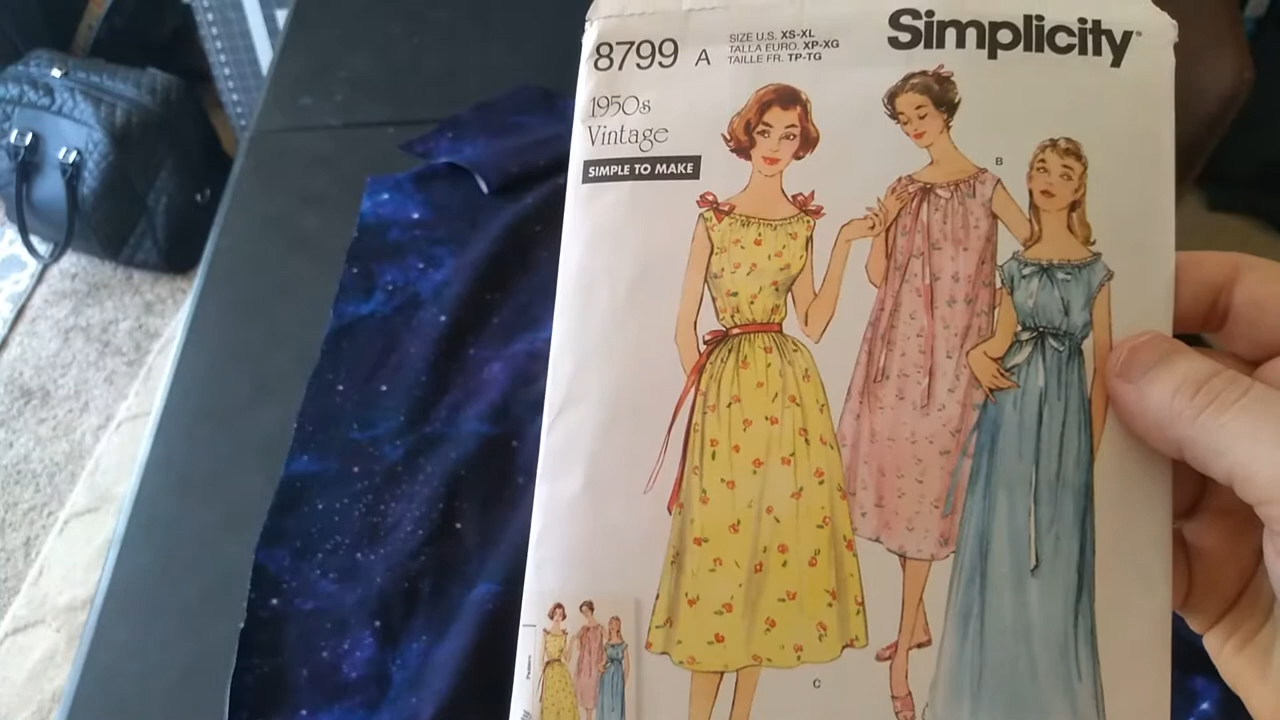 8799 A
SIZE U.S. XS-XL
TALLA EURO. XP-XG
TAILLE FR. TP-TG
Simplicity
1950s
Vintage
SIMPLE TO MAKE
B
C